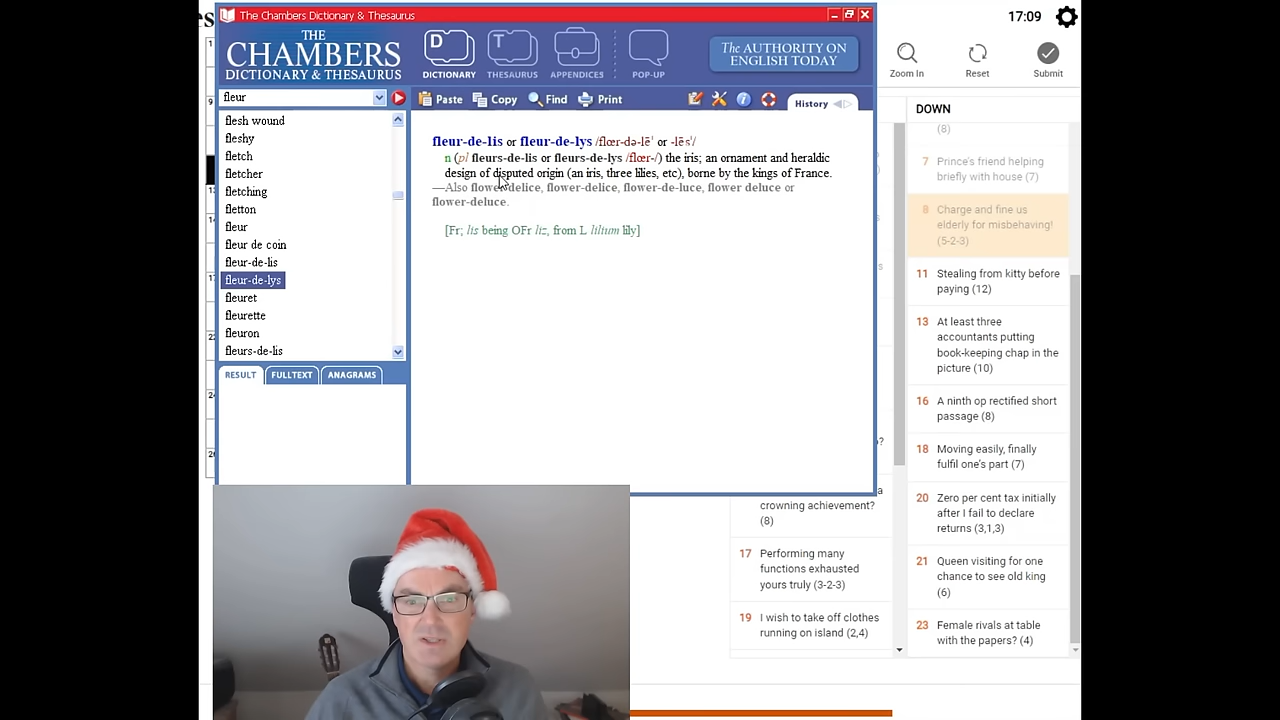 es
The Chambers Dictionary & Thesaurus
17:09
THE
CHAMBERS
DICTIONARY & THESAURUS
D
DICTIONARY
T
THESAURUS
APPENDICES
POP-UP
The AUTHORITY ON
ENGLISH TODAY
Zoom In
Reset
Submit
fleur
Paste
Copy
Find
Print
History
flesh wound
fleshy
fletch
fletcher
fletching
fletton
fleur
fleur de coin
fleur-de-lis
fleur-de-lys
fleuret
fleurette
fleuron
fleurs-de-lis
RESULT
FULLTEXT
ANAGRAMS
fleur-de-lis or fleur-de-lys /flœr-də-lēˈ or -lēsˈ/
n (pl fleurs-de-lis or fleurs-de-lys /flœr-/) the iris; an ornament and heraldic
design of disputed origin (an iris, three lilies, etc), borne by the kings of France.
—Also flower-delice, flower-delice, flower-de-luce, flower deluce or
flower-deluce.
[Fr; lis being OFr liz, from L lilium lily]
1
9
s
?
a
crowning achievement?
(8)
17 Performing many
functions exhausted
yours truly (3-2-3)
19 I wish to take off clothes
running on island (2,4)
DOWN
(8)
7 Prince's friend helping
briefly with house (7)
8 Charge and fine us
elderly for misbehaving!
(5-2-3)
11 Stealing from kitty before
paying (12)
13 At least three
accountants putting
book-keeping chap in the
picture (10)
16 A ninth op rectified short
passage (8)
18 Moving easily, finally
fulfil one's part (7)
20 Zero per cent tax initially
after I fail to declare
returns (3,1,3)
21 Queen visiting for one
chance to see old king
(6)
23 Female rivals at table
with the papers? (4)